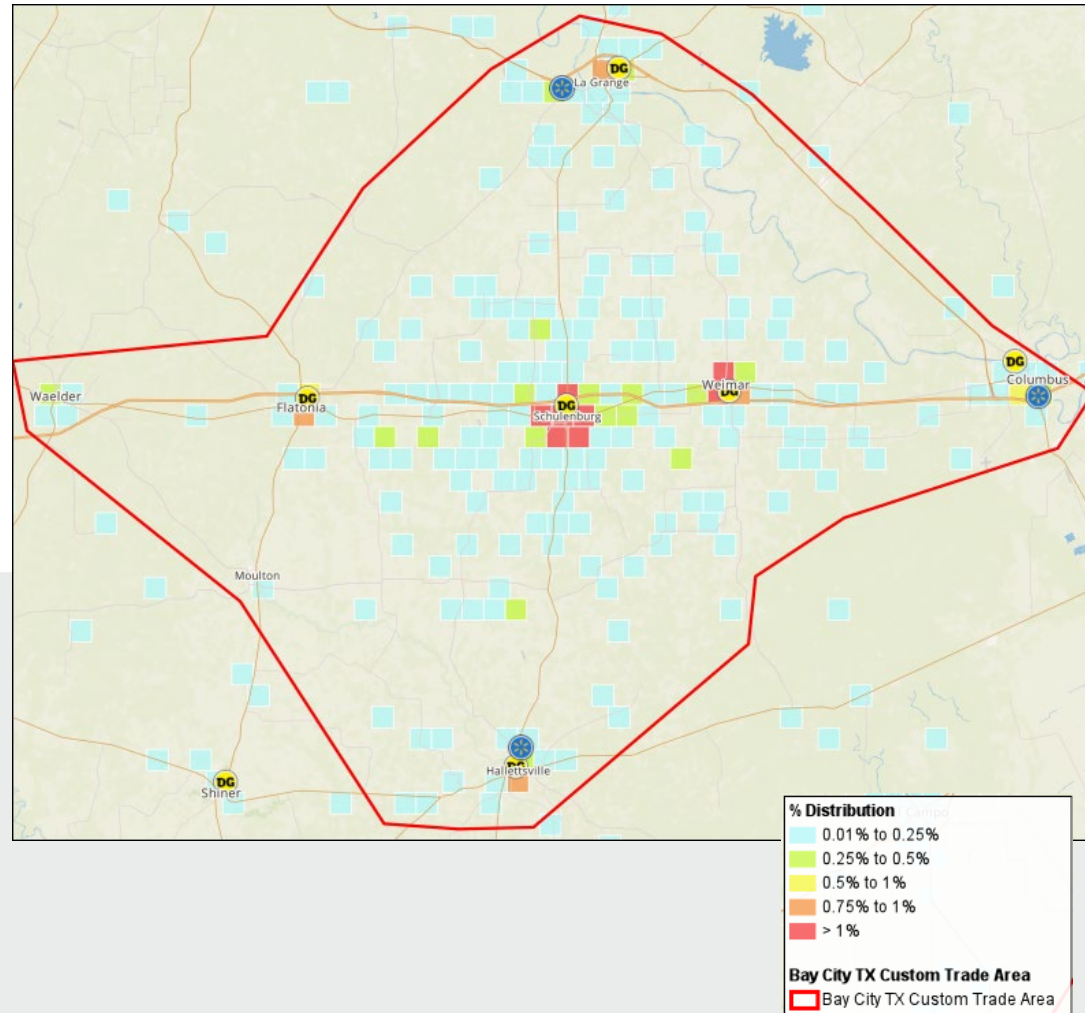 DG
La Grange
DG
Columbus
Waelder
DG
Flatonia
DG
Schulenburg
Weimar
DG
Moulton
DG
Hallettsville
DG
Shiner
% Distribution
Campo
0.01% to 0.25%
0.25% to 0.5%
0.5% to 1%
0.75% to 1%
> 1%
Bay City TX Custom Trade Area
Bay City TX Custom Trade Area